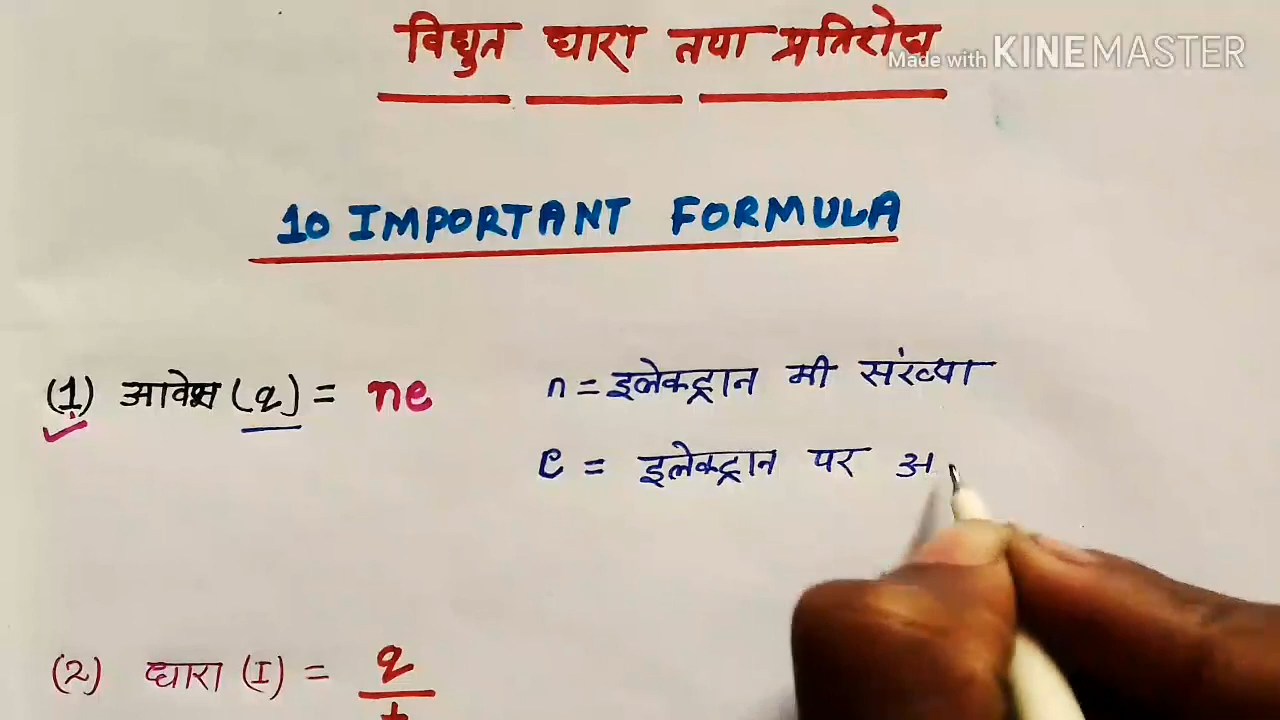 विद्युत धारा तथा प्रतिरोध
Made with KINEMASTER
10 IMPORTANT FORMULA
(1) आवेश (q) = ne
n = इलेक्ट्रान की संख्या
e = इलेक्ट्रान पर अ
(2) धारा (I) = q
t